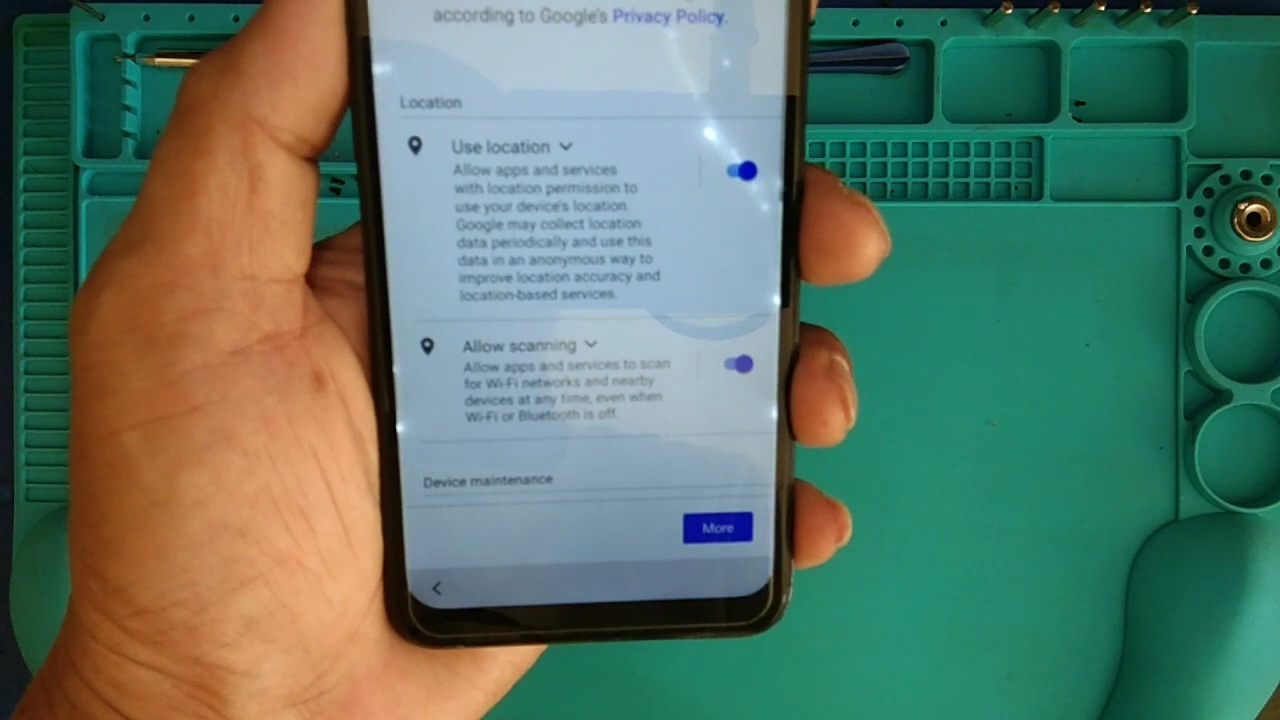 according to Google's Privacy Policy.
Location
Use location
Allow apps and services
with location permission to
use your device's location.
Google may collect location
data periodically and use this
data in an anonymous way to
improve location accuracy and
location-based services.
Allow scanning
Allow apps and services to scan
for Wi-Fi networks and nearby
devices at any time, even when
Wi-Fi or Bluetooth is off.
Device maintenance
More